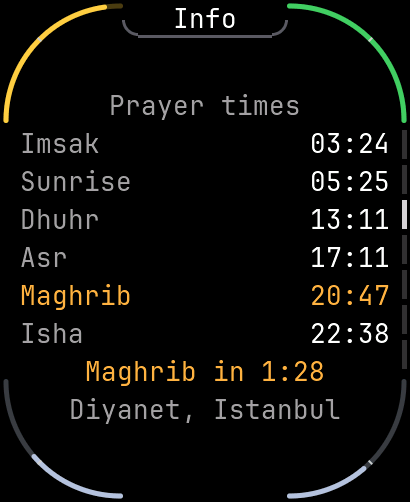 Info
Prayer times
Imsak 03:24
Sunrise 05:25
Dhuhr 13:11
Asr 17:11
Maghrib 20:47
Isha 22:38
Maghrib in 1:28
Diyanet, Istanbul